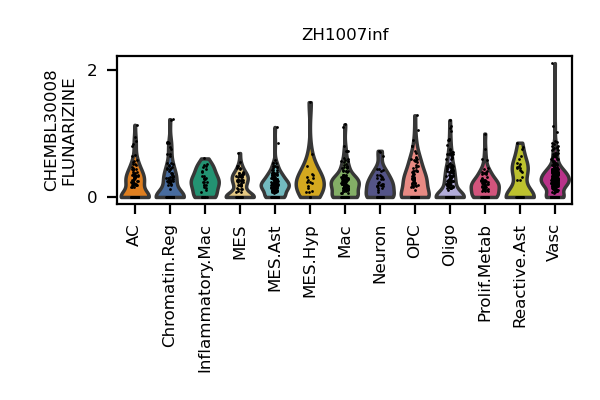 ZH1007inf
CHEMBL30008
FLUNARIZINE
2
0
AC
Chromatin.Reg
Inflammatory.Mac
MES
MES.Ast
MES.Hyp
Mac
Neuron
OPC
Oligo
Prolif.Metab
Reactive.Ast
Vasc